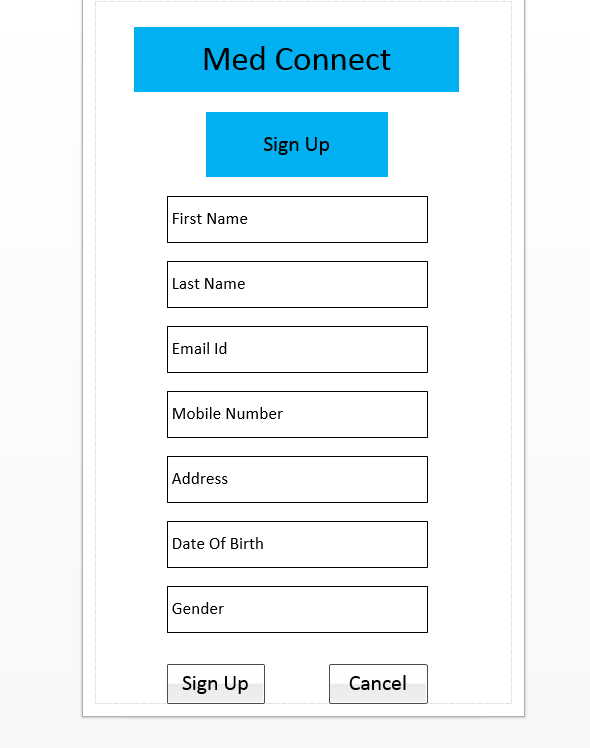 Med Connect
Sign Up
First Name
Last Name
Email Id
Mobile Number
Address
Date Of Birth
Gender
Sign Up
Cancel